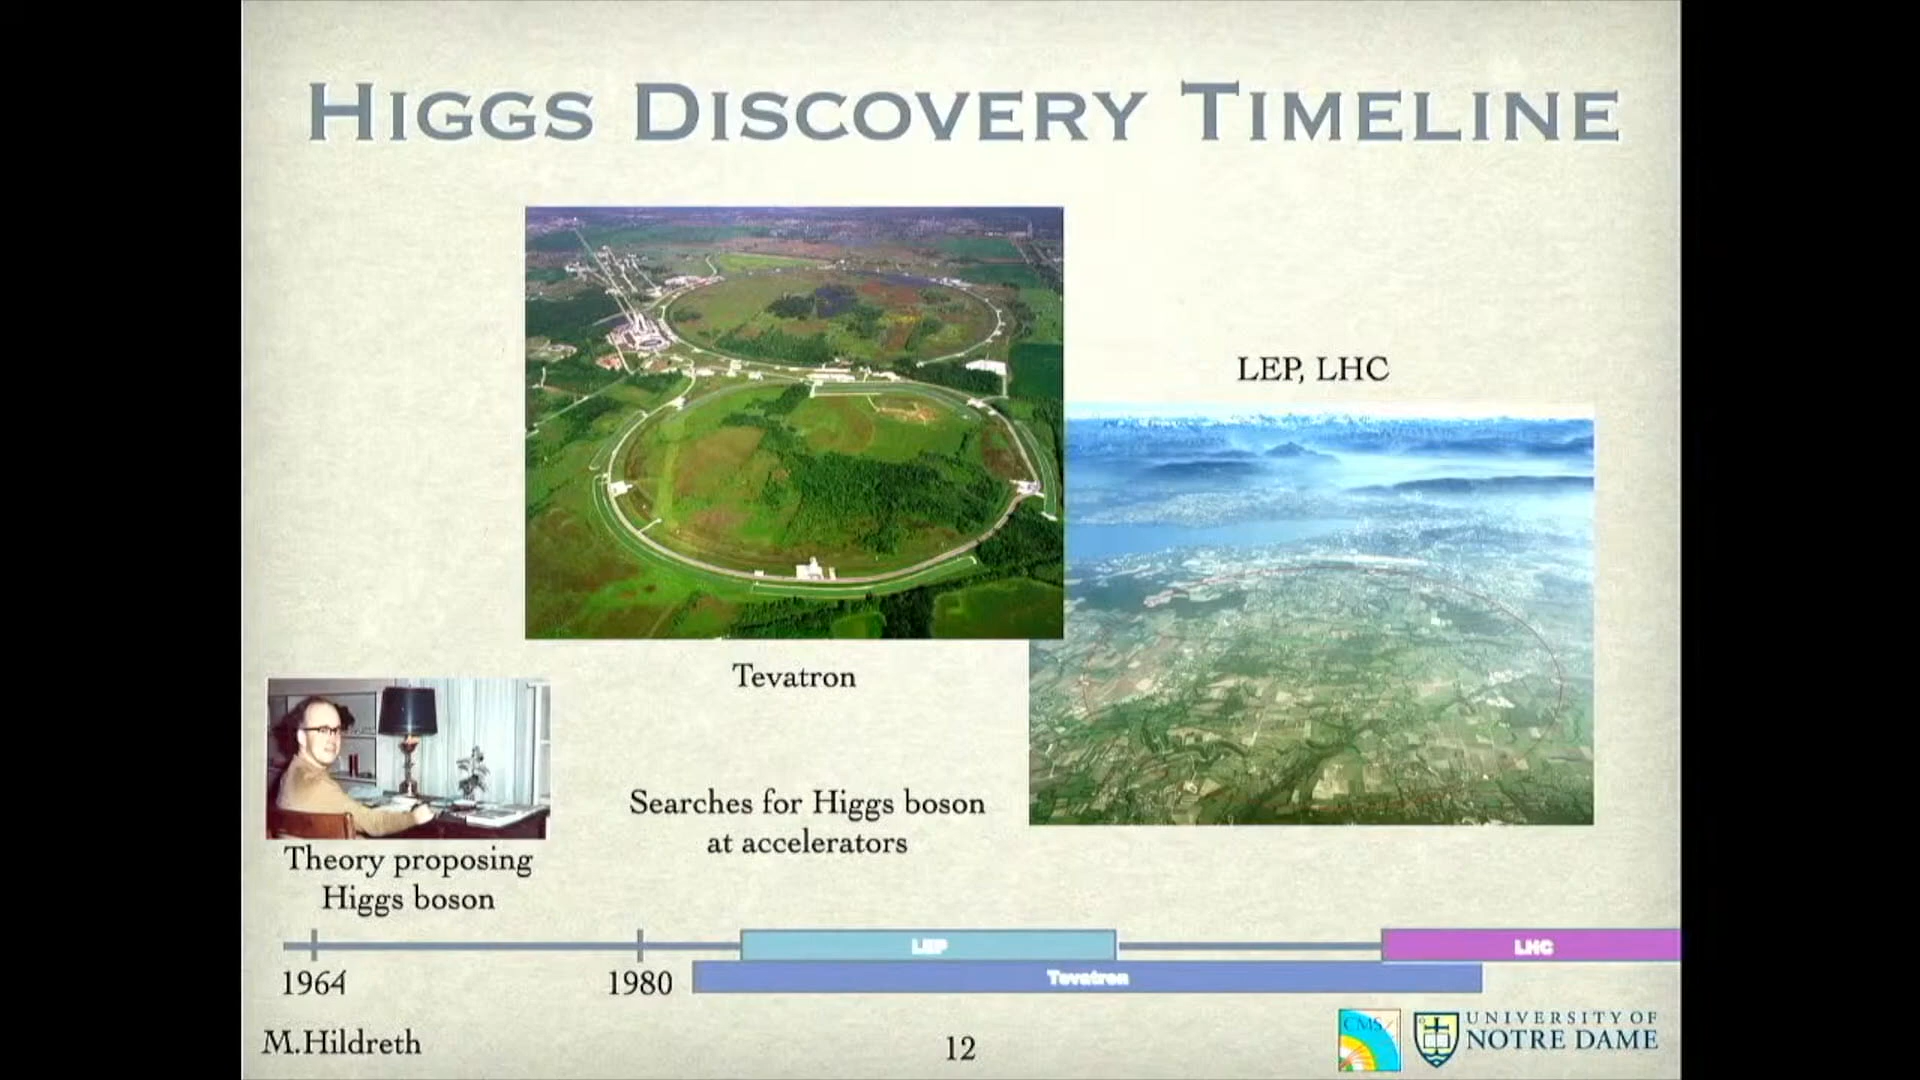 HIGGS DISCOVERY TIMELINE
LEP, LHC
Tevatron
Searches for Higgs boson
at accelerators
Theory proposing
Higgs boson
LEP
LHC
Tevatron
1964
1980
M.Hildreth
12
CMS
UNIVERSITY OF
NOTRE DAME